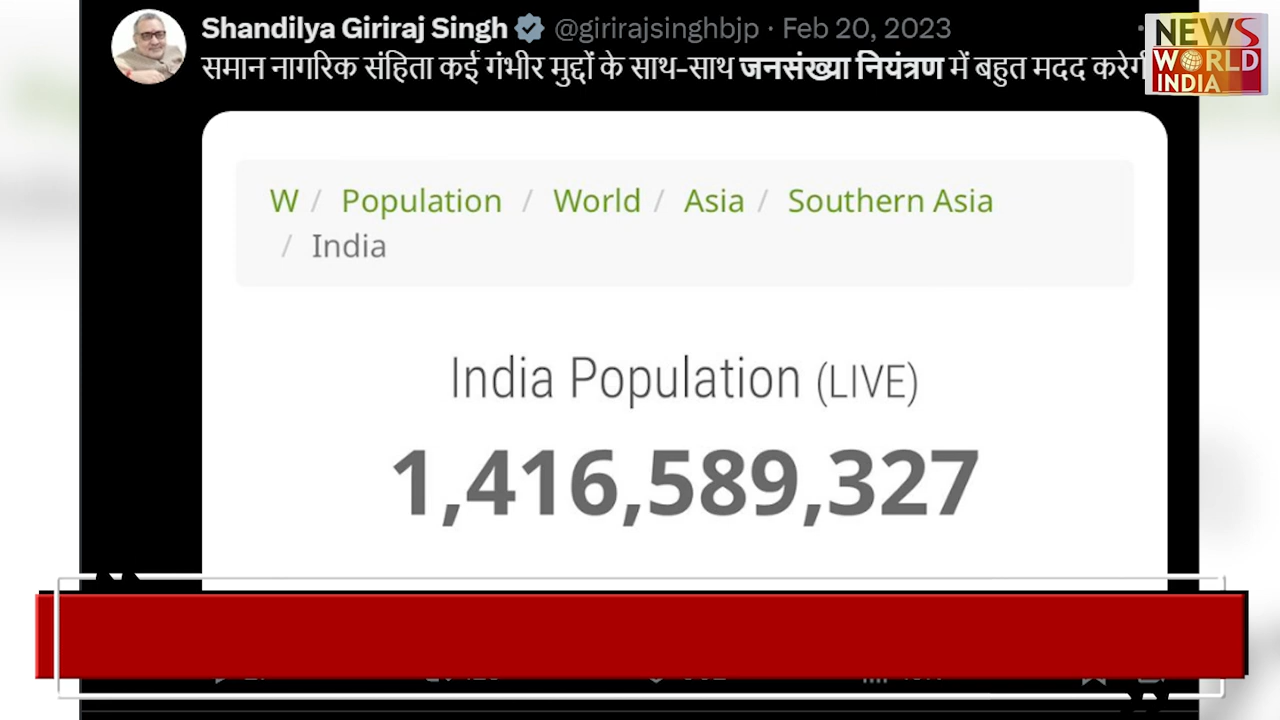 Shandilya Giriraj Singh @girirajsinghbjp · Feb 20, 2023
समान नागरिक संहिता कई गंभीर मुद्दों के साथ-साथ जनसंख्या नियंत्रण में बहुत मदद
NEWS
WORLD
INDIA
W / Population / World / Asia / Southern Asia
/ India
India Population (LIVE)
1,416,589,327